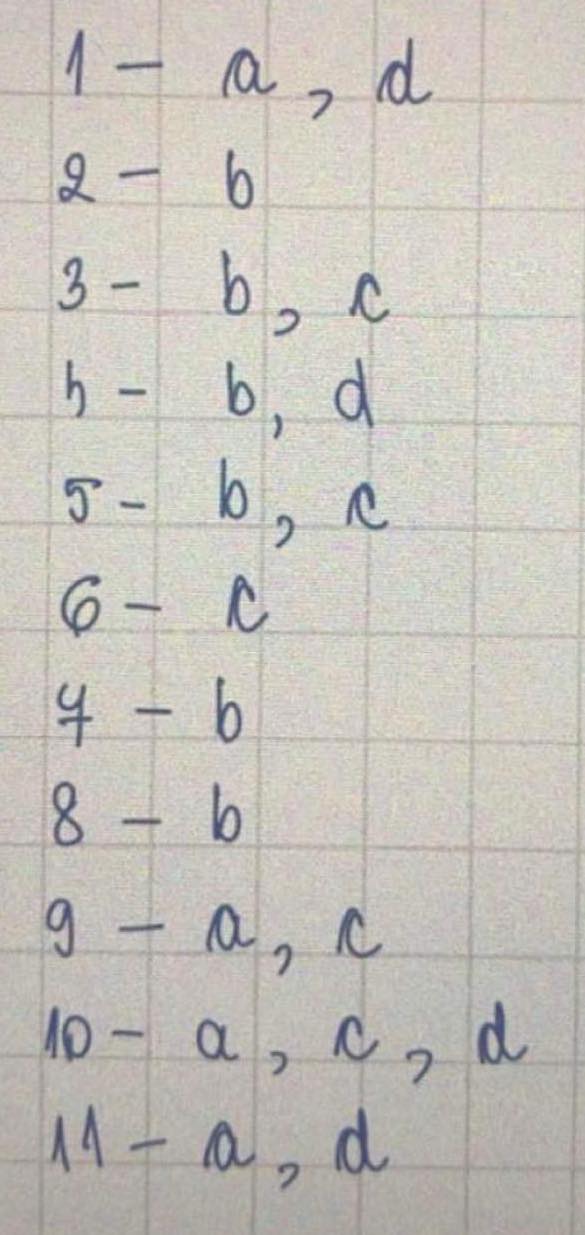 1 - a, d
2 - b
3 - b, c
4 - b, d
5 - b, c
6 - c
7 - b
8 - b
9 - a, c
10 - a, c, d
11 - a, d